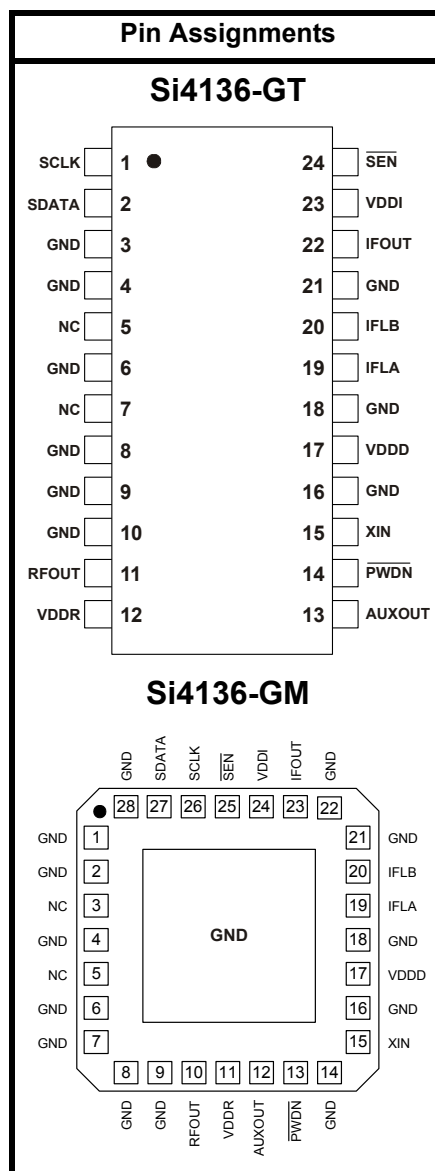 Pin Assignments
Si4136-GT
SCLK 1 24 SEN
SDATA 2 23 VDDI
GND 3 22 IFOUT
GND 4 21 GND
NC 5 20 IFLB
GND 6 19 IFLA
NC 7 18 GND
GND 8 17 VDDD
GND 9 16 GND
GND 10 15 XIN
RFOUT 11 14 PWDN
VDDR 12 13 AUXOUT
Si4136-GM
GND SDATA SCLK SEN VDDI IFOUT GND
28 27 26 25 24 23 22
GND 1 21 GND
GND 2 20 IFLB
NC 3 19 IFLA
GND 4 GND 18 GND
NC 5 17 VDDD
GND 6 16 GND
GND 7 15 XIN
8 9 10 11 12 13 14
GND GND RFOUT VDDR AUXOUT PWDN GND